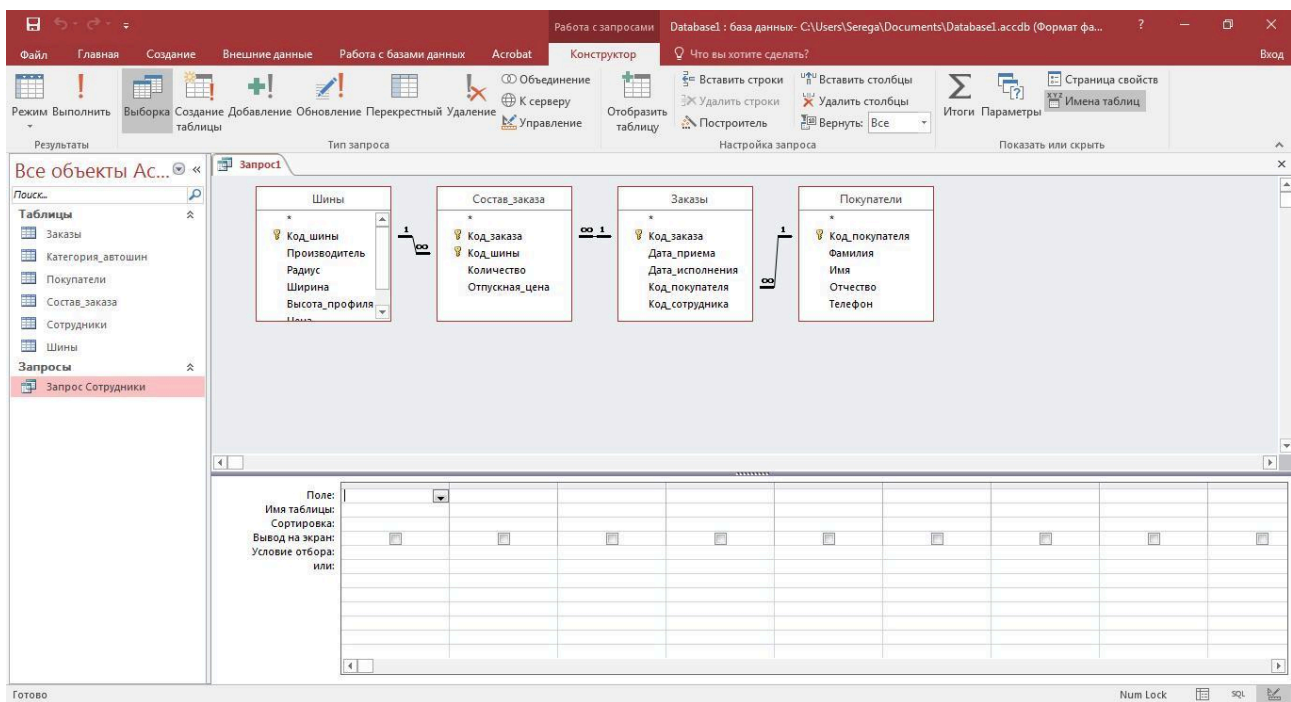 Работа с запросами
Database1 : база данных- C:\Users\Serega\Documents\Database1.accdb (Формат фа...
?
Файл Главная Создание Внешние данные Работа с базами данных Acrobat Конструктор Что вы хотите сделать? Вход
Режим Выполнить
Результаты
Выборка Создание таблицы Добавление Обновление Перекрестный Удаление
Объединение
К серверу
Управление
Тип запроса
Отобразить таблицу
Вставить строки
Удалить строки
Построитель
Вставить столбцы
Удалить столбцы
Вернуть: Все
Настройка запроса
Итоги Параметры
Страница свойств
Имена таблиц
Показать или скрыть
Все объекты Ac...
Поиск...
Таблицы
Заказы
Категория_автошин
Покупатели
Состав_заказа
Сотрудники
Шины
Запросы
Запрос Сотрудники
Запрос1
Шины
*
Код_шины
Производитель
Радиус
Ширина
Высота_профиля
1
∞
Состав_заказа
*
Код_заказа
Код_шины
Количество
Отпускная_цена
∞ 1
Заказы
*
Код_заказа
Дата_приема
Дата_исполнения
Код_покупателя
Код_сотрудника
1
∞
Покупатели
*
Код_покупателя
Фамилия
Имя
Отчество
Телефон
Поле:
Имя таблицы:
Сортировка:
Вывод на экран:
Условие отбора:
или:
Готово
Num Lock
SQL